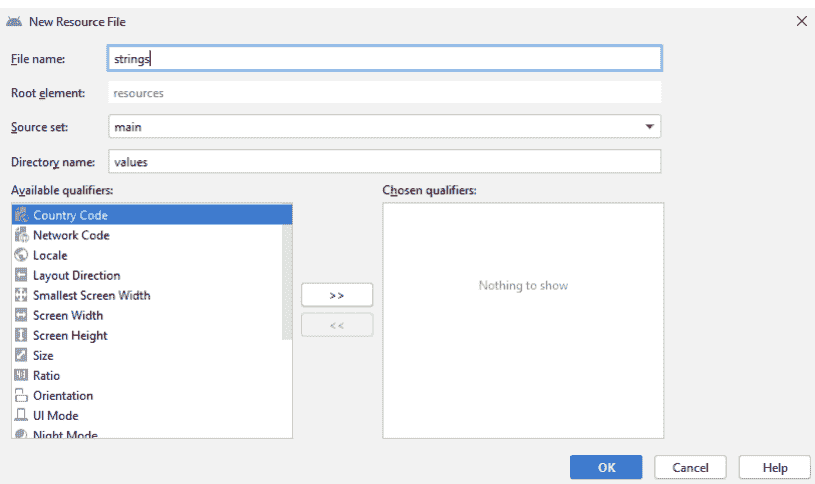 New Resource File
File name: strings
Root element: resources
Source set: main
Directory name: values
Available qualifiers:
Chosen qualifiers:
Country Code
Network Code
Locale
Layout Direction
Smallest Screen Width
Screen Width
Screen Height
Size
Ratio
Orientation
UI Mode
Night Mode
>>
<<
Nothing to show
OK Cancel Help